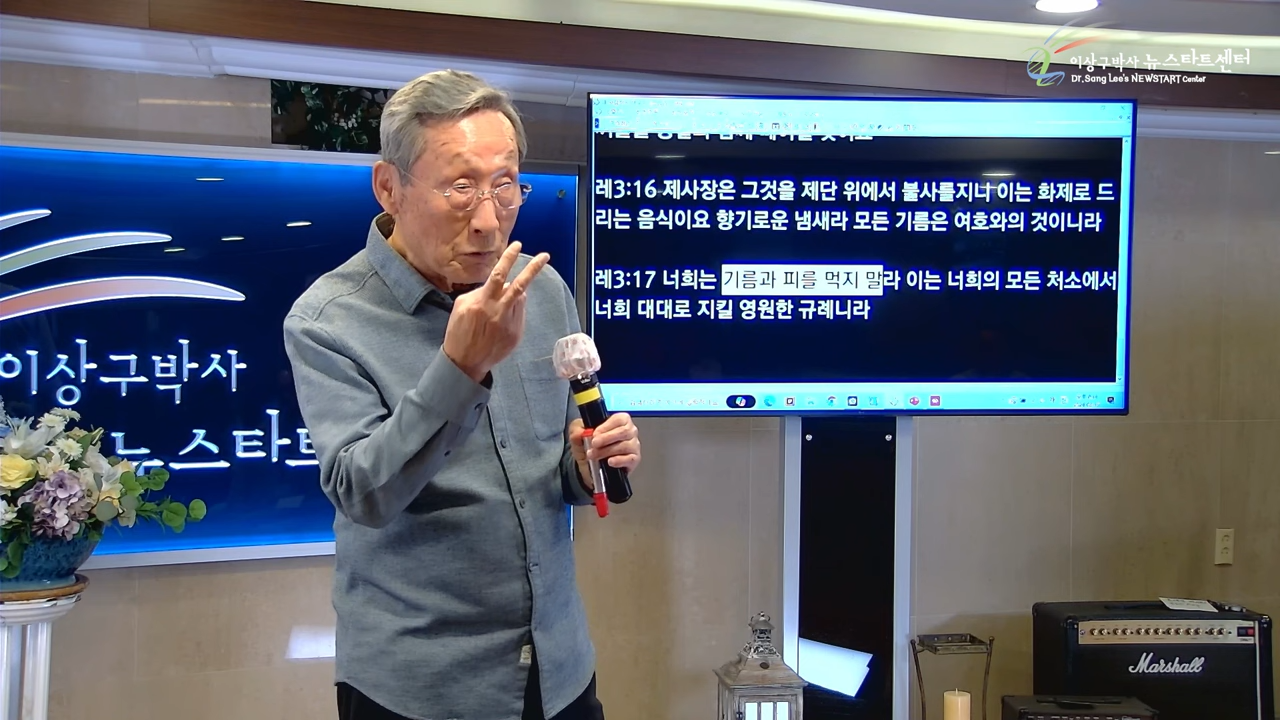 이상구박사 뉴스타트센터
Dr. Sang Lee's NEWSTART Center
레3:16 제사장은 그것을 제단 위에서 불사를지니 이는 화제로 드
리는 음식이요 향기로운 냄새라 모든 기름은 여호와의 것이니라
레3:17 너희는 기름과 피를 먹지 말라 이는 너희의 모든 처소에서
너희 대대로 지킬 영원한 규례니라
이상구박사
뉴스타트
Marshall